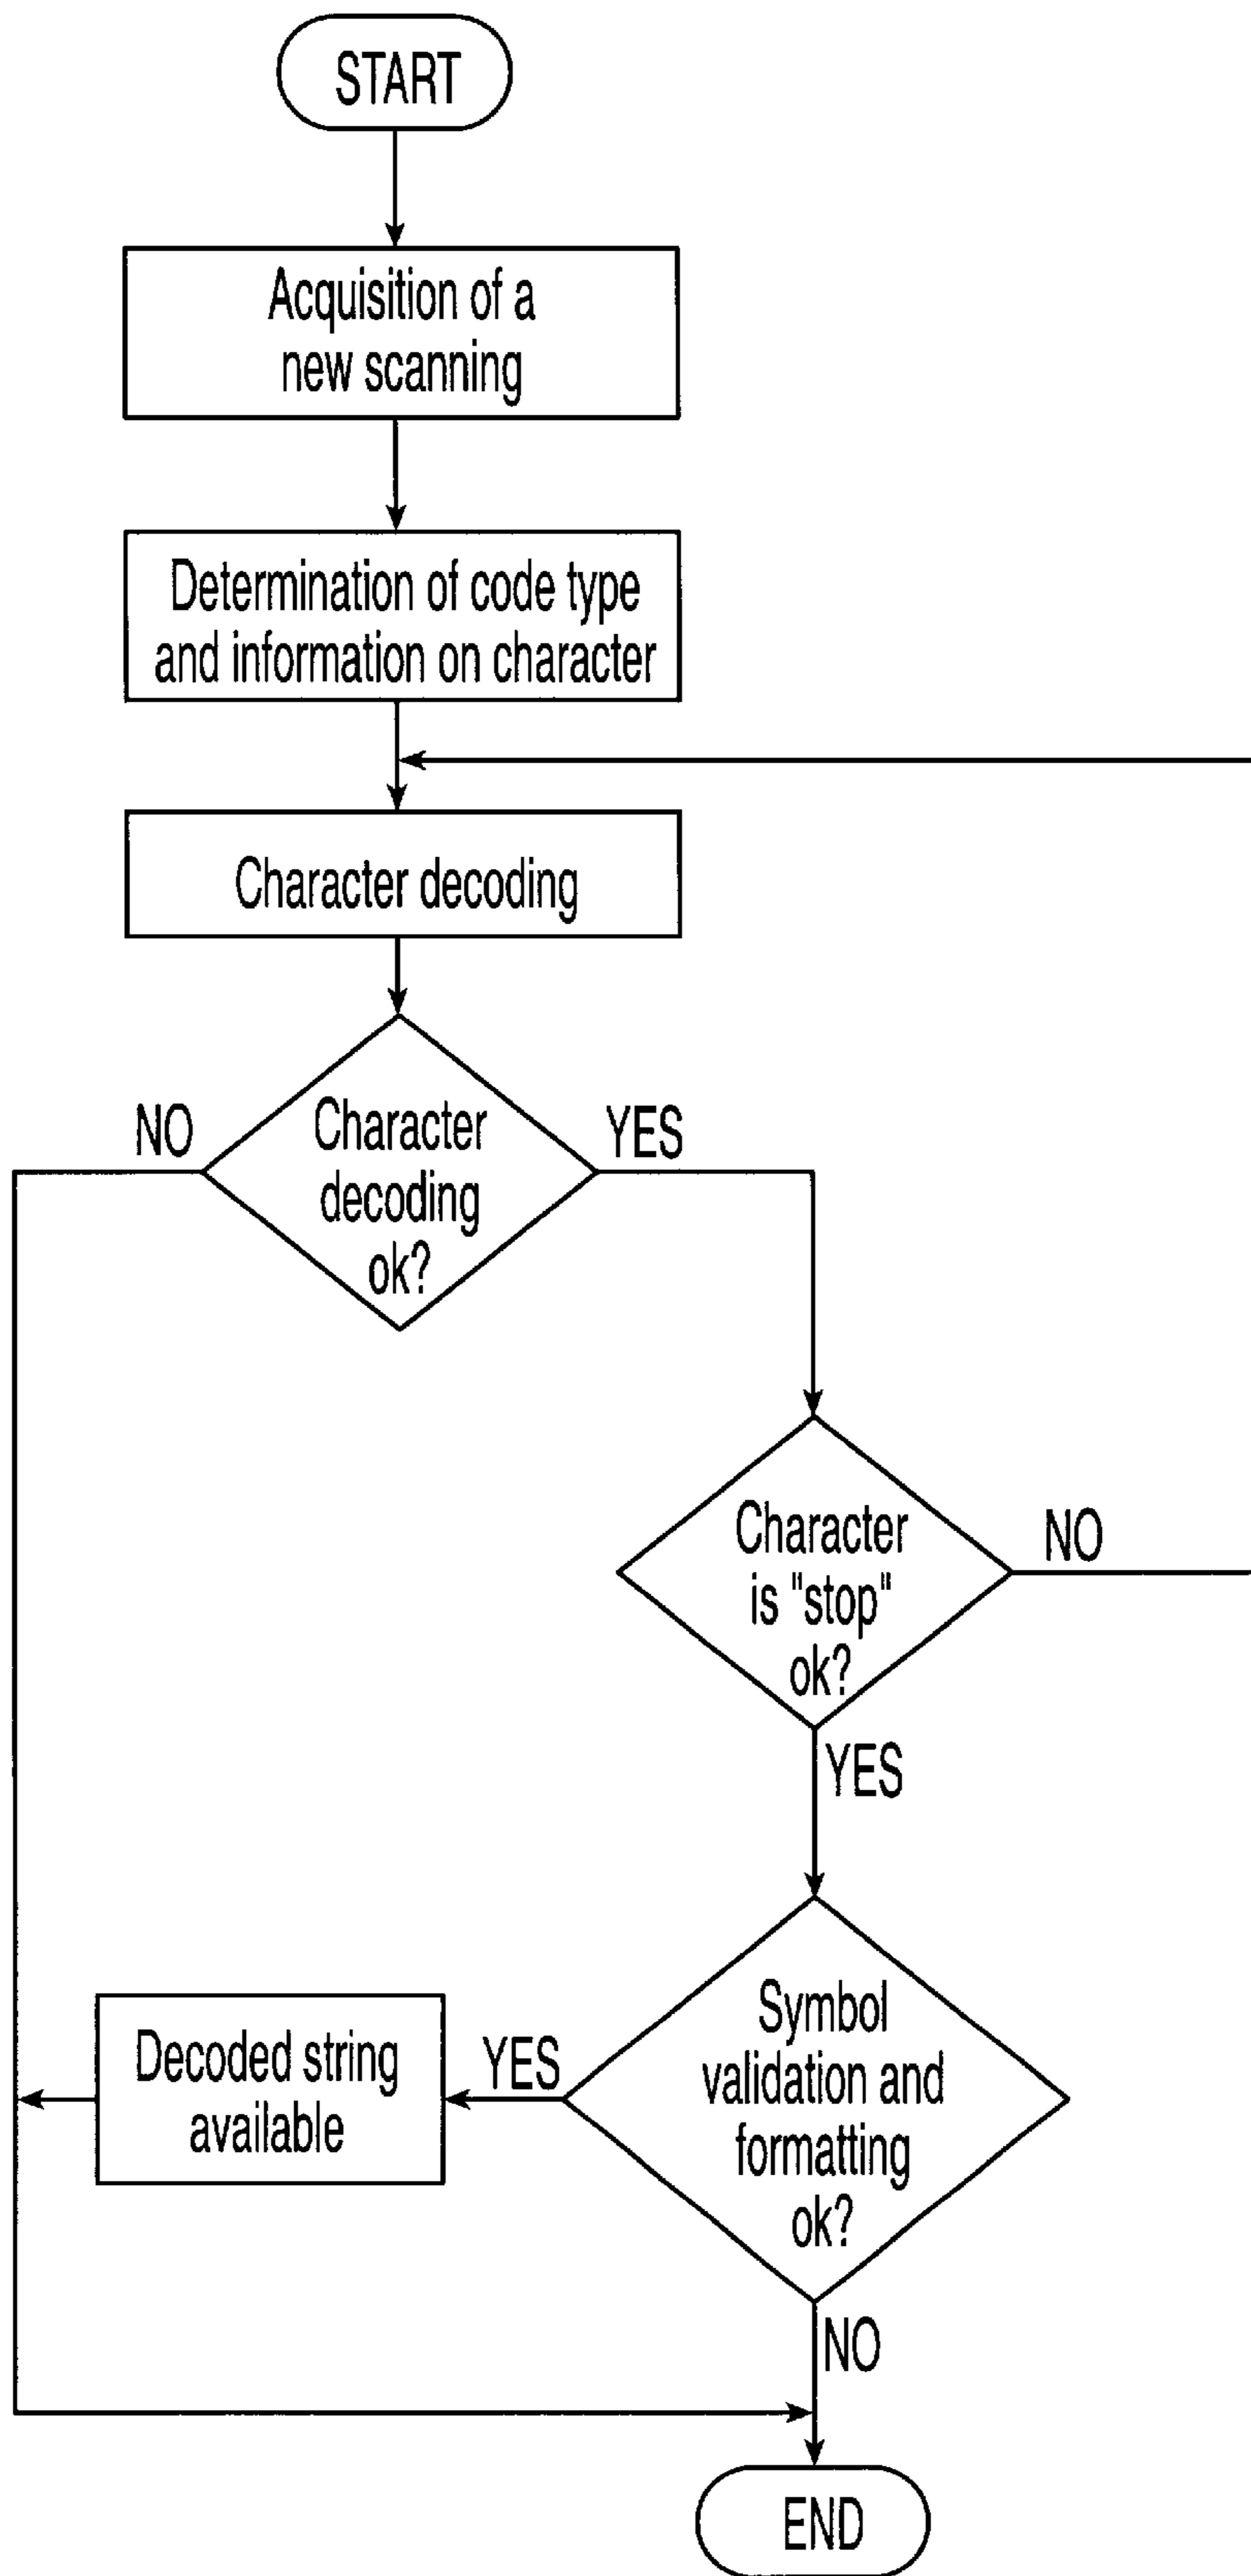 START
Acquisition of a
new scanning
Determination of code type
and information on character
Character decoding
NO
Character
decoding
ok?
YES
Character
is "stop"
ok?
NO
YES
Decoded string
available
YES
Symbol
validation and
formatting
ok?
NO
END